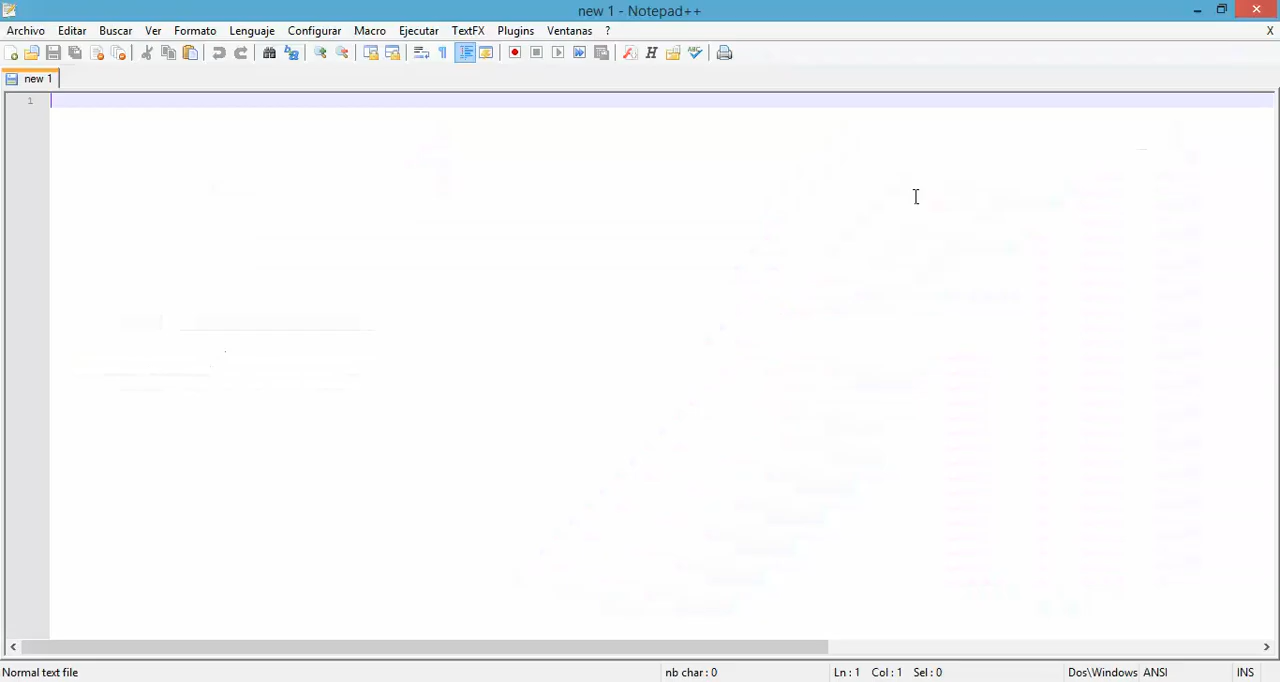 new 1 - Notepad++
Archivo Editar Buscar Ver Formato Lenguaje Configurar Macro Ejecutar TextFX Plugins Ventanas ? X
new 1
1
Normal text file nb char : 0 Ln : 1 Col : 1 Sel : 0 Dos\Windows ANSI INS